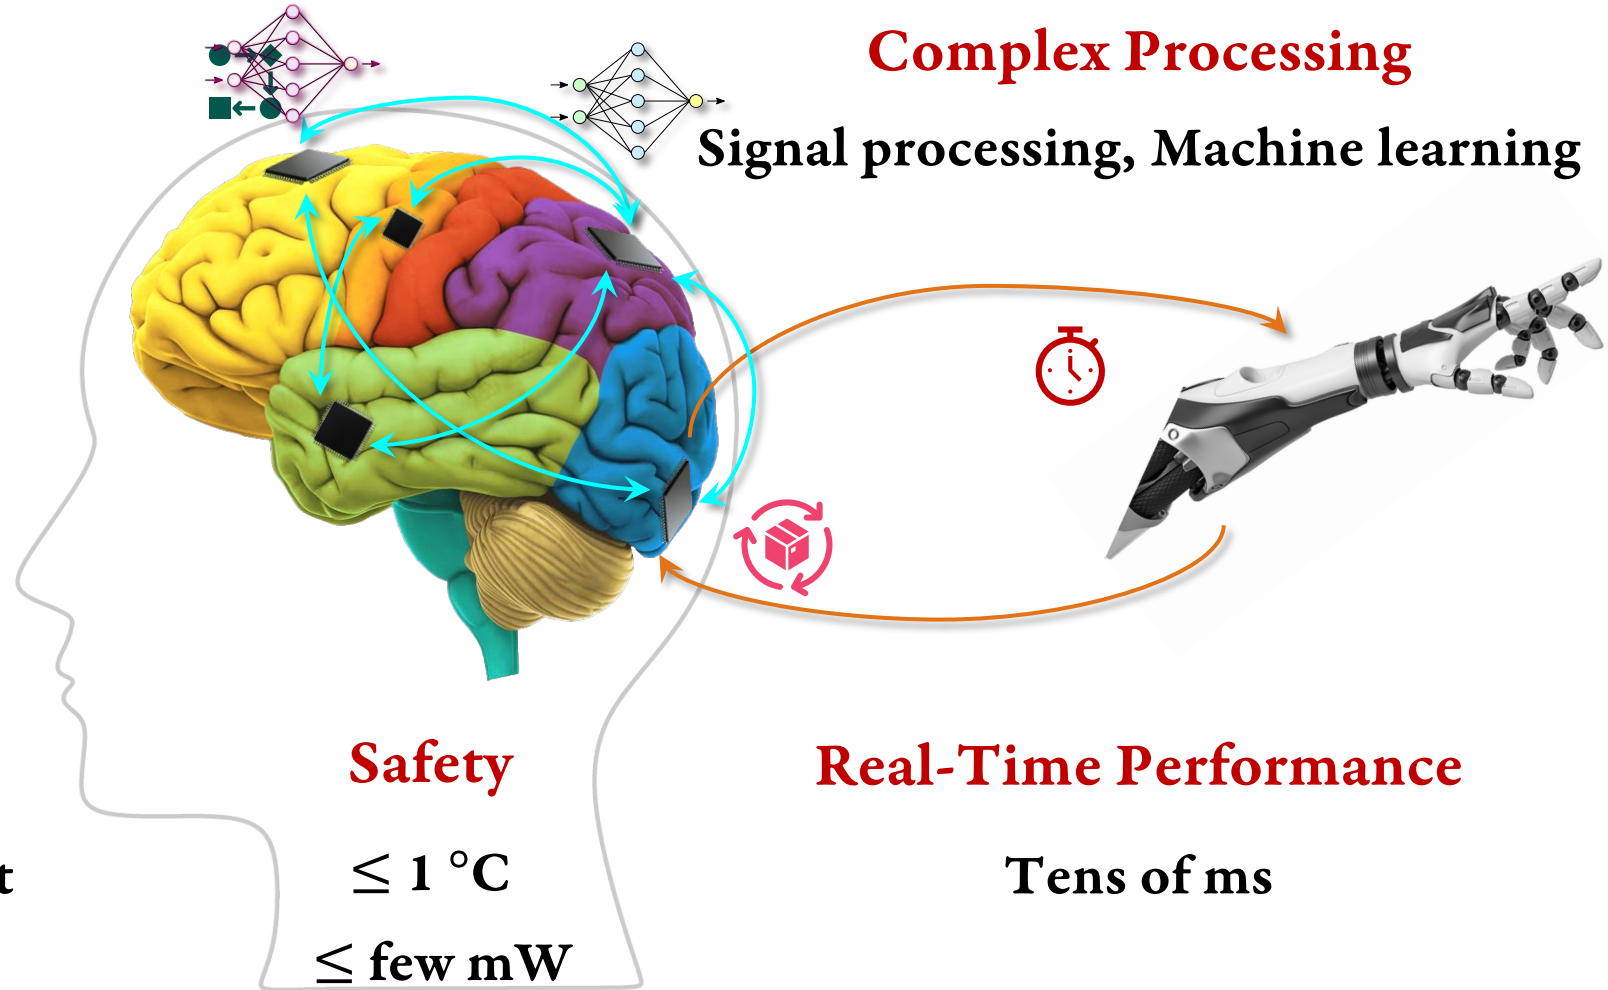 Complex Processing
Signal processing, Machine learning
Safety
Real-Time Performance
t
≤ 1 °C
Tens of ms
≤ few mW